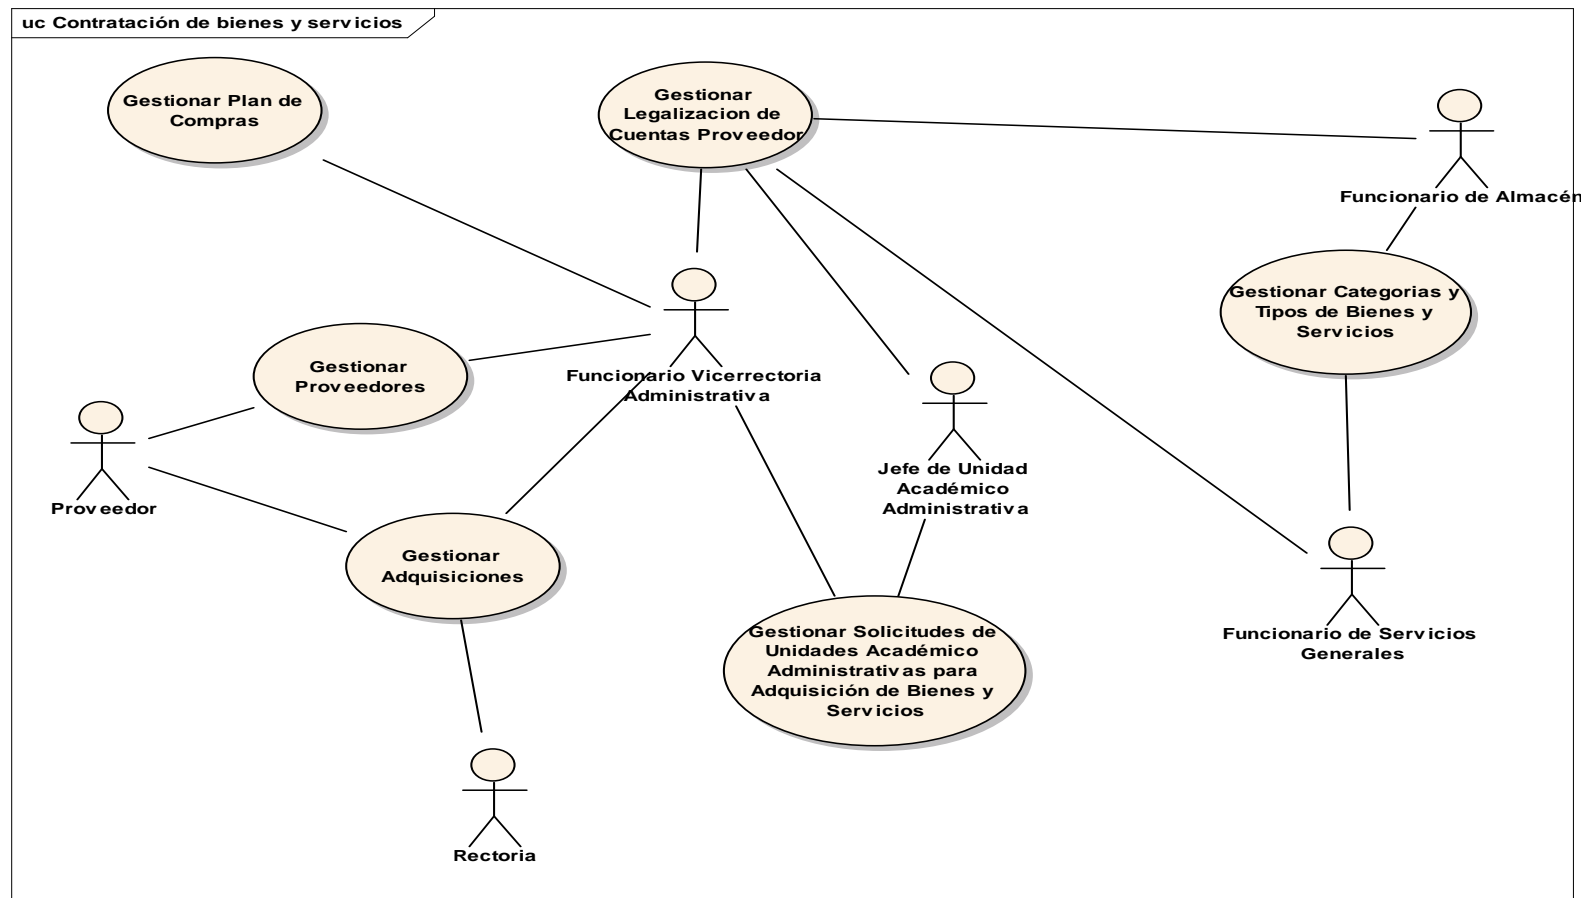 uc Contratación de bienes y servicios
Gestionar Plan de
Compras
Gestionar
Legalizacion de
Cuentas Proveedor
Funcionario de Almacén
Gestionar Categorias y
Tipos de Bienes y
Servicios
Gestionar
Proveedores
Funcionario Vicerrectoria
Administrativa
Jefe de Unidad
Académico
Administrativa
Proveedor
Gestionar
Adquisiciones
Gestionar Solicitudes de
Unidades Académico
Administrativas para
Adquisición de Bienes y
Servicios
Funcionario de Servicios
Generales
Rectoria